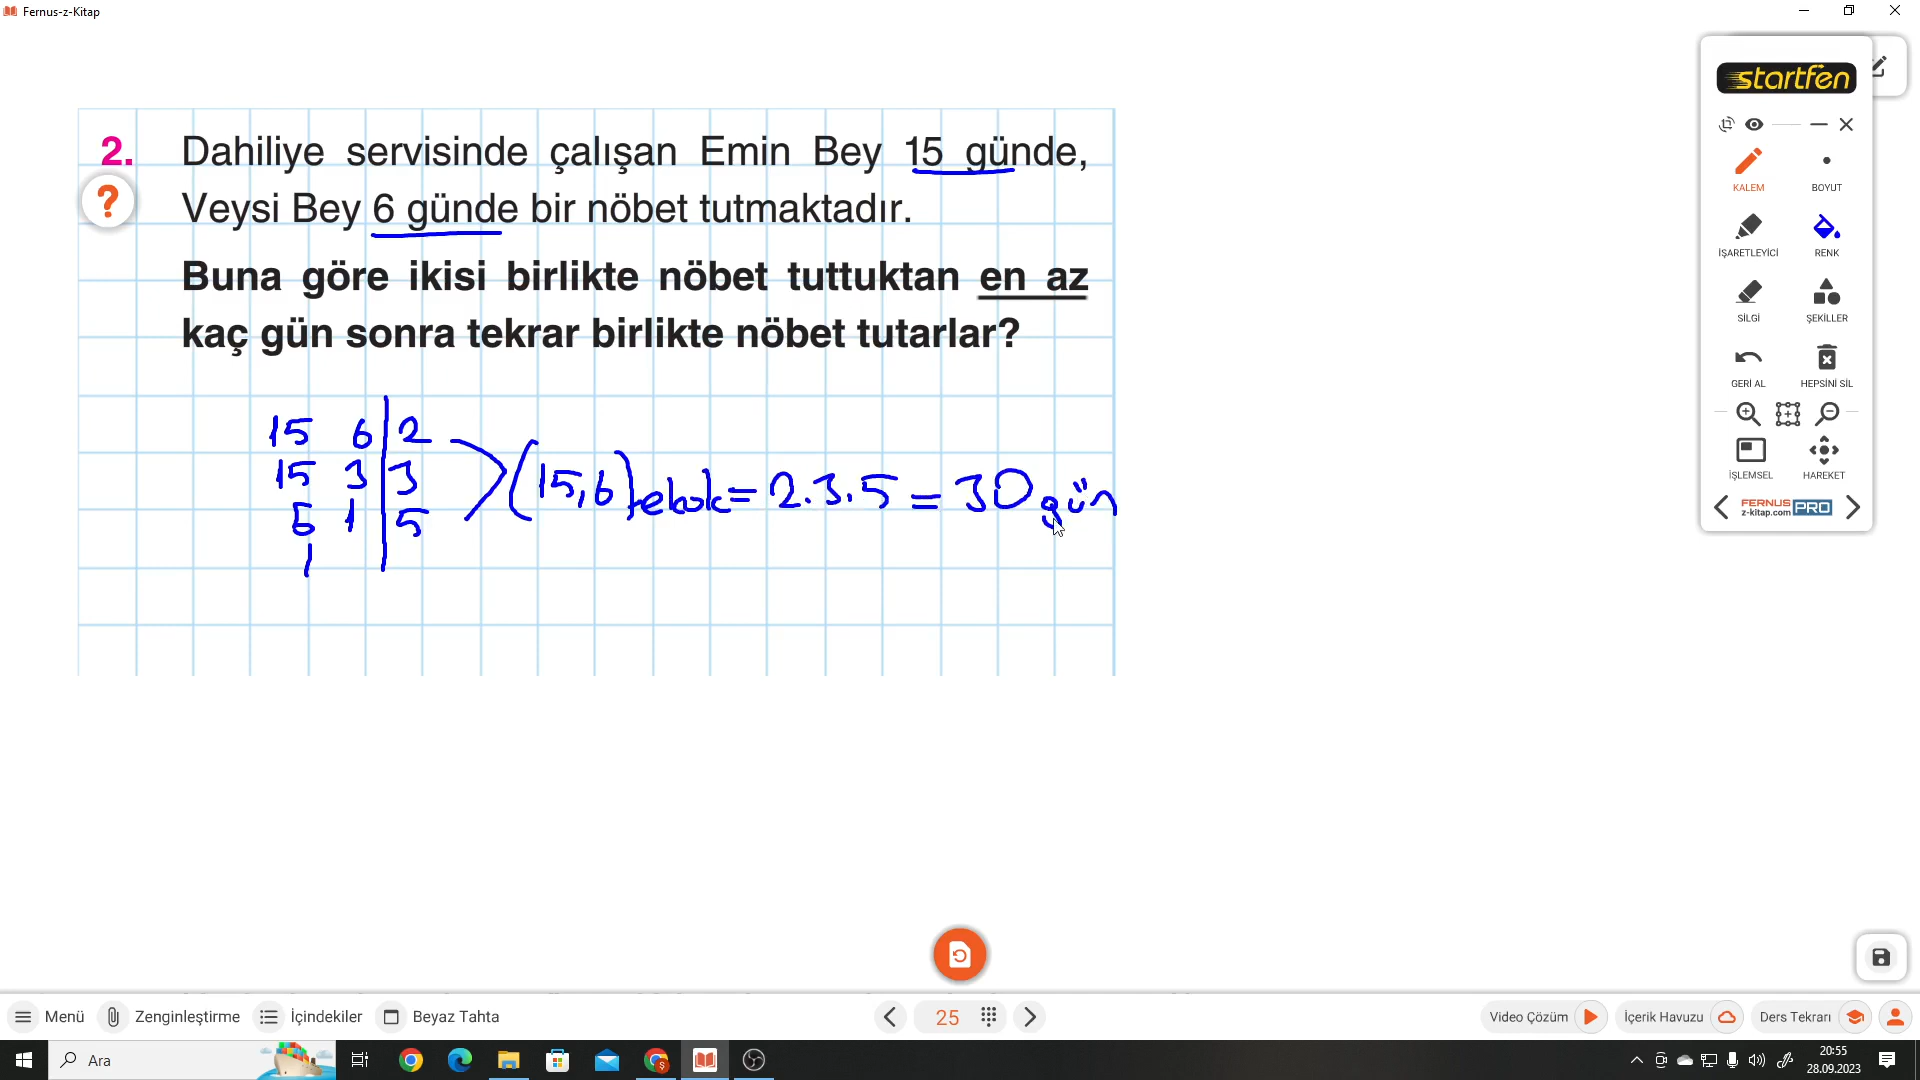 Fernus-z-Kitap
startfen
2. Dahiliye servisinde çalışan Emin Bey 15 günde,
? Veysi Bey 6 günde bir nöbet tutmaktadır.
Buna göre ikisi birlikte nöbet tuttuktan en az
kaç gün sonra tekrar birlikte nöbet tutarlar?
15 6 2
15 3 3
5 1 5
1
(15,6)ekok = 2.3.5 = 30 gün
KALEM BOYUT
İŞARETLEYİCİ RENK
SİLGİ ŞEKİLLER
GERİ AL HEPSİNİ SİL
İŞLEMSEL HAREKET
FERNUS PRO
z-kitap.com
Menü Zenginleştirme İçindekiler Beyaz Tahta 25 Video Çözüm İçerik Havuzu Ders Tekrarı
Ara
20:55
28.09.2023